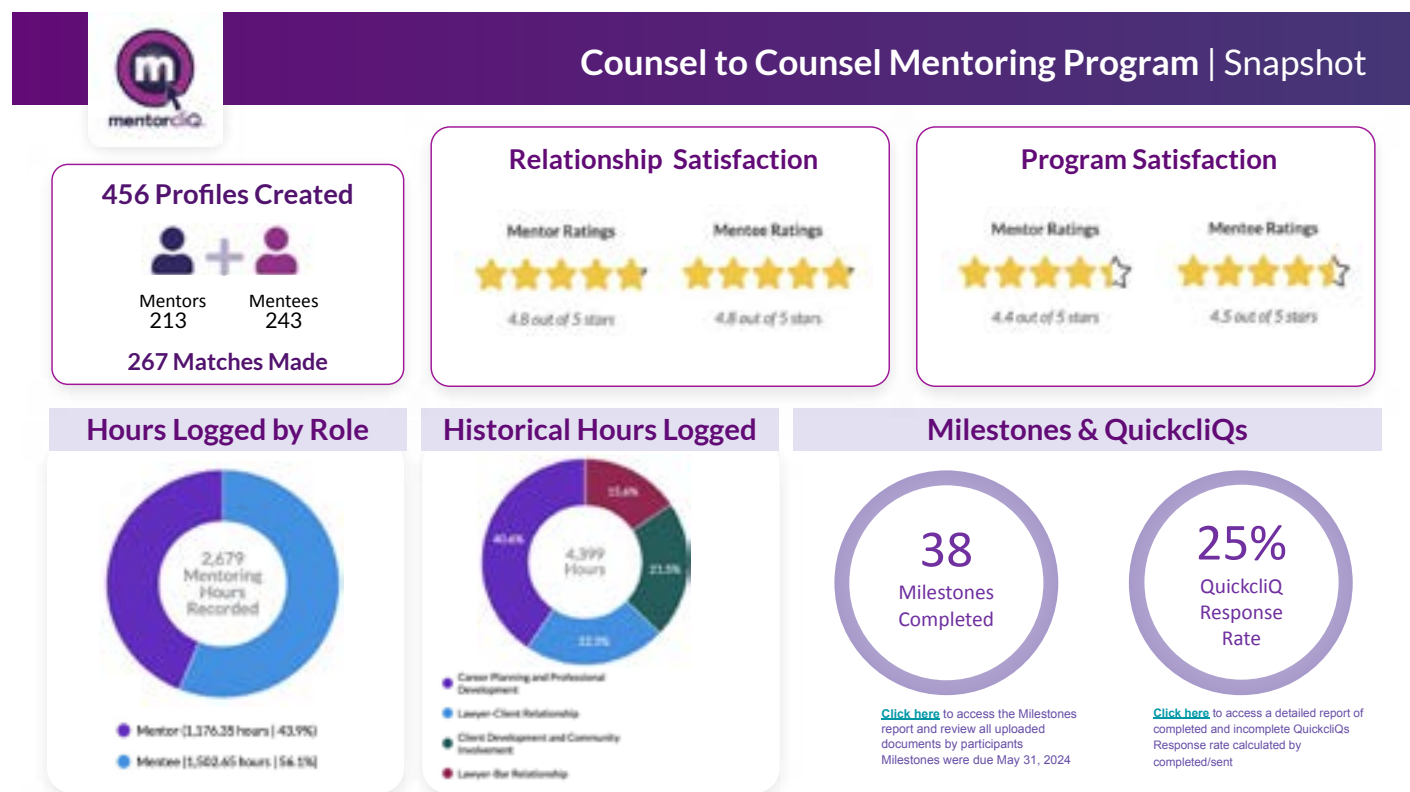 mentorcliQ
Counsel to Counsel Mentoring Program | Snapshot
456 Profiles Created
Mentors
213
Mentees
243
267 Matches Made
Relationship Satisfaction
Mentor Ratings
4.8 out of 5 stars
Mentee Ratings
4.8 out of 5 stars
Program Satisfaction
Mentor Ratings
4.4 out of 5 stars
Mentee Ratings
4.5 out of 5 stars
Hours Logged by Role
2,679
Mentoring
Hours
Recorded
Mentor (1,176.35 hours | 43.9%)
Mentee (1,502.65 hours | 56.1%)
Historical Hours Logged
15.6%
40.6%
4,399
Hours
21.5%
22.3%
Career Planning and Professional
Development
Lawyer-Client Relationship
Client Development and Community
Involvement
Lawyer-Bar Relationship
Milestones & QuickcliQs
38
Milestones
Completed
Click here to access the Milestones
report and review all uploaded
documents by participants
Milestones were due May 31, 2024
25%
QuickcliQ
Response
Rate
Click here to access a detailed report of
completed and incomplete QuickcliQs
Response rate calculated by
completed/sent